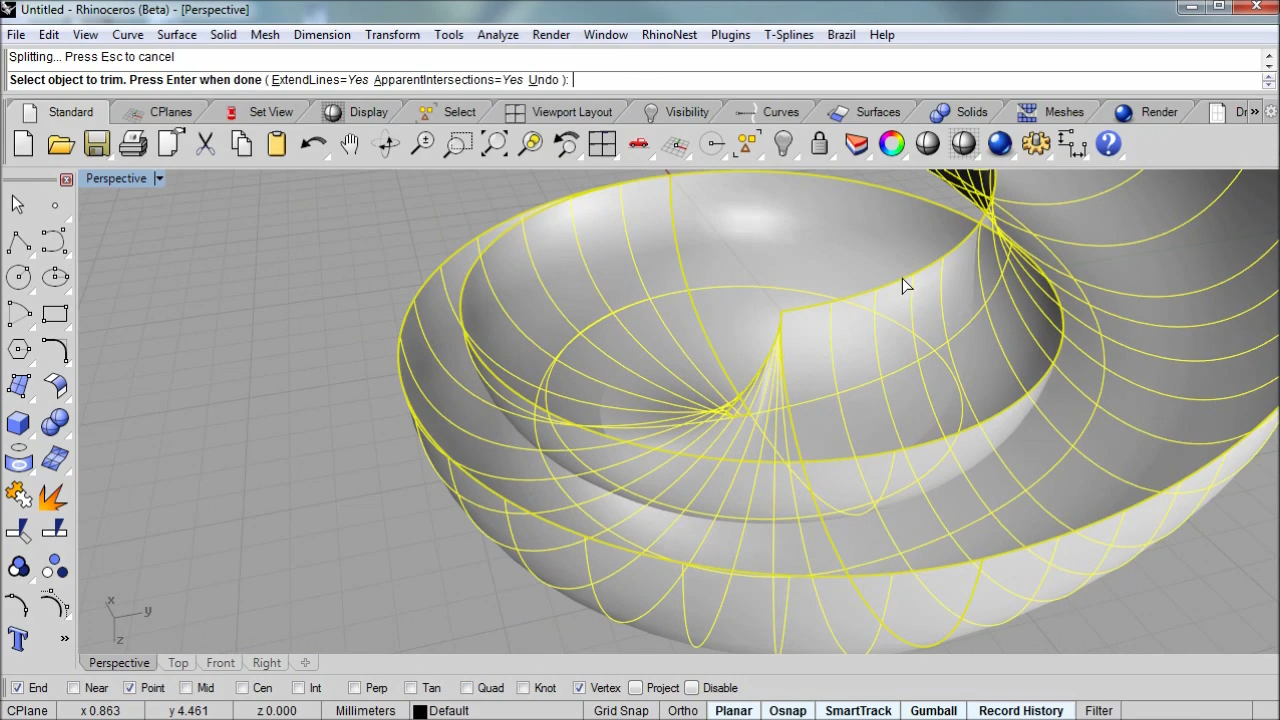 Untitled - Rhinoceros (Beta) - [Perspective]
File Edit View Curve Surface Solid Mesh Dimension Transform Tools Analyze Render Window RhinoNest Plugins T-Splines Brazil Help
Splitting... Press Esc to cancel
Select object to trim. Press Enter when done ( ExtendLines=Yes ApparentIntersections=Yes Undo ):
Standard CPlanes Set View Display Select Viewport Layout Visibility Curves Surfaces Solids Meshes Render Dr »
Perspective
x y z
T »
Perspective Top Front Right
End Near Point Mid Cen Int Perp Tan Quad Knot Vertex Project Disable
CPlane x 0.863 y 4.461 z 0.000 Millimeters Default Grid Snap Ortho Planar Osnap SmartTrack Gumball Record History Filter